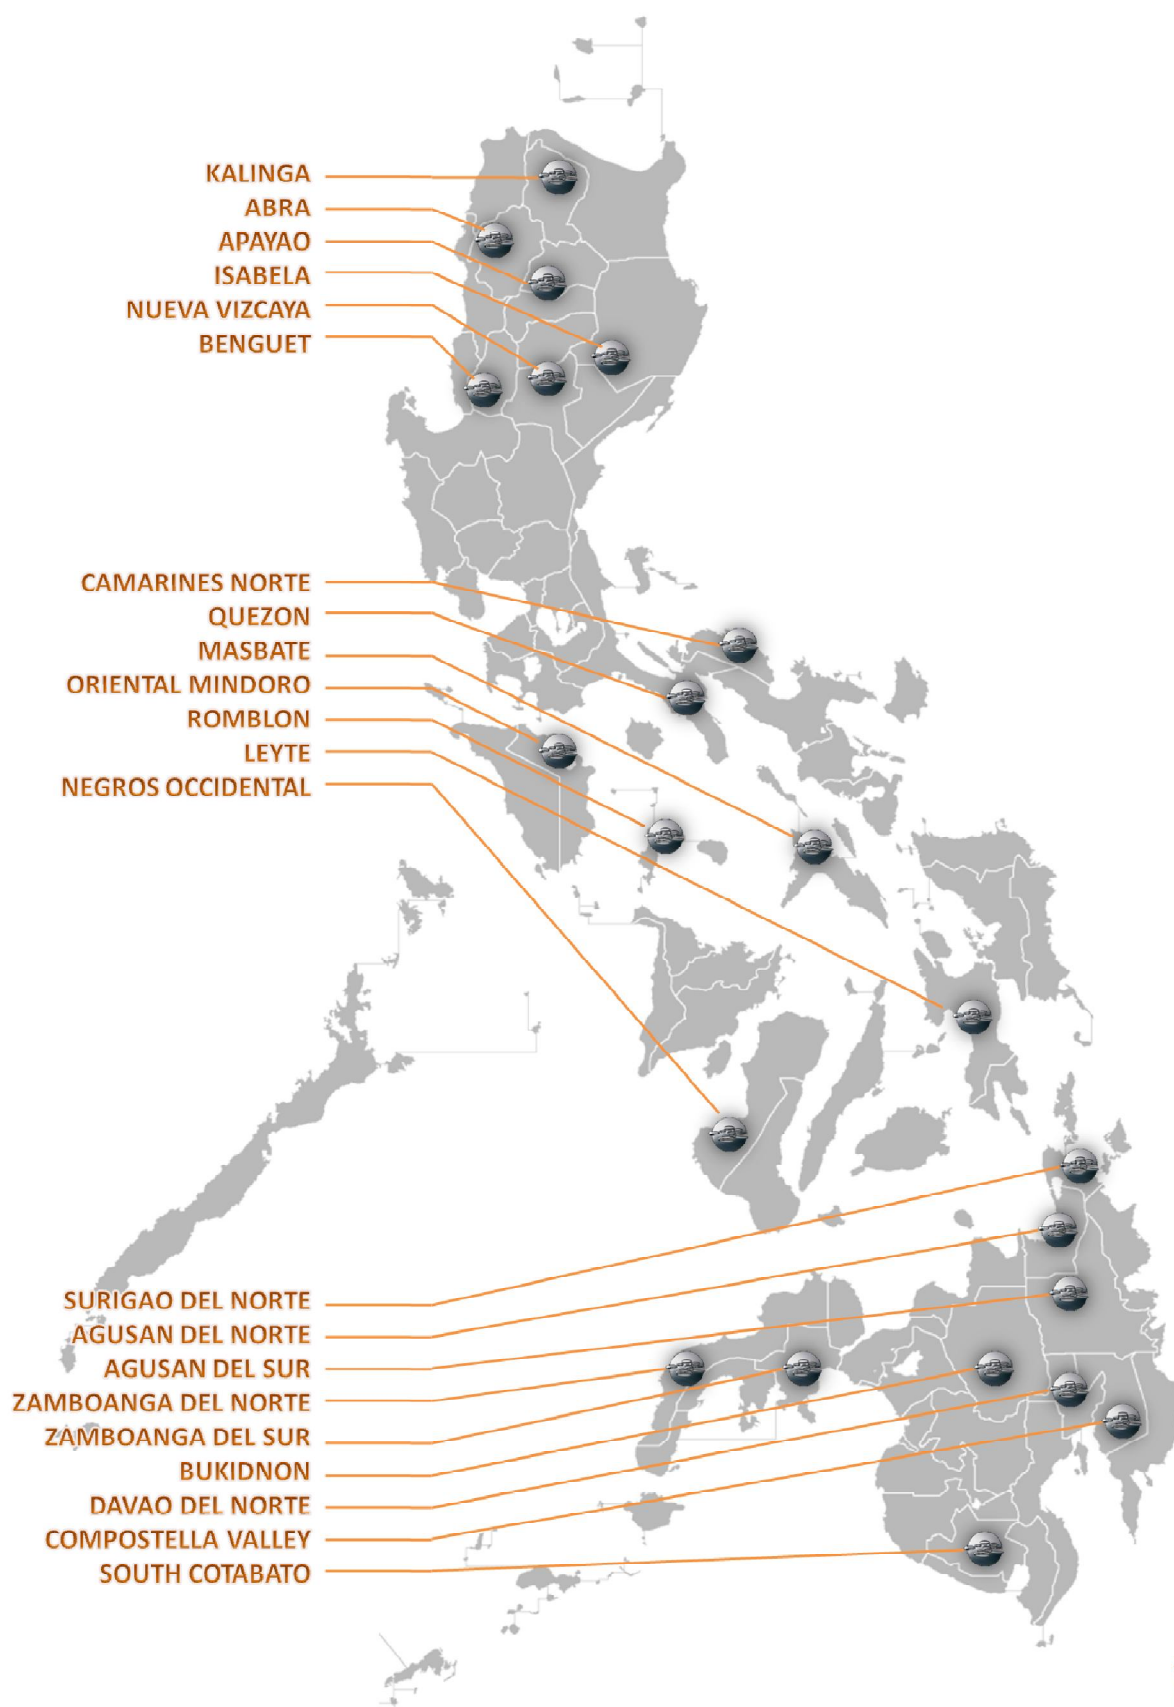 KALINGA
ABRA
APAYAO
ISABELA
NUEVA VIZCAYA
BENGUET
CAMARINES NORTE
QUEZON
MASBATE
ORIENTAL MINDORO
ROMBLON
LEYTE
NEGROS OCCIDENTAL
SURIGAO DEL NORTE
AGUSAN DEL NORTE
AGUSAN DEL SUR
ZAMBOANGA DEL NORTE
ZAMBOANGA DEL SUR
BUKIDNON
DAVAO DEL NORTE
COMPOSTELLA VALLEY
SOUTH COTABATO